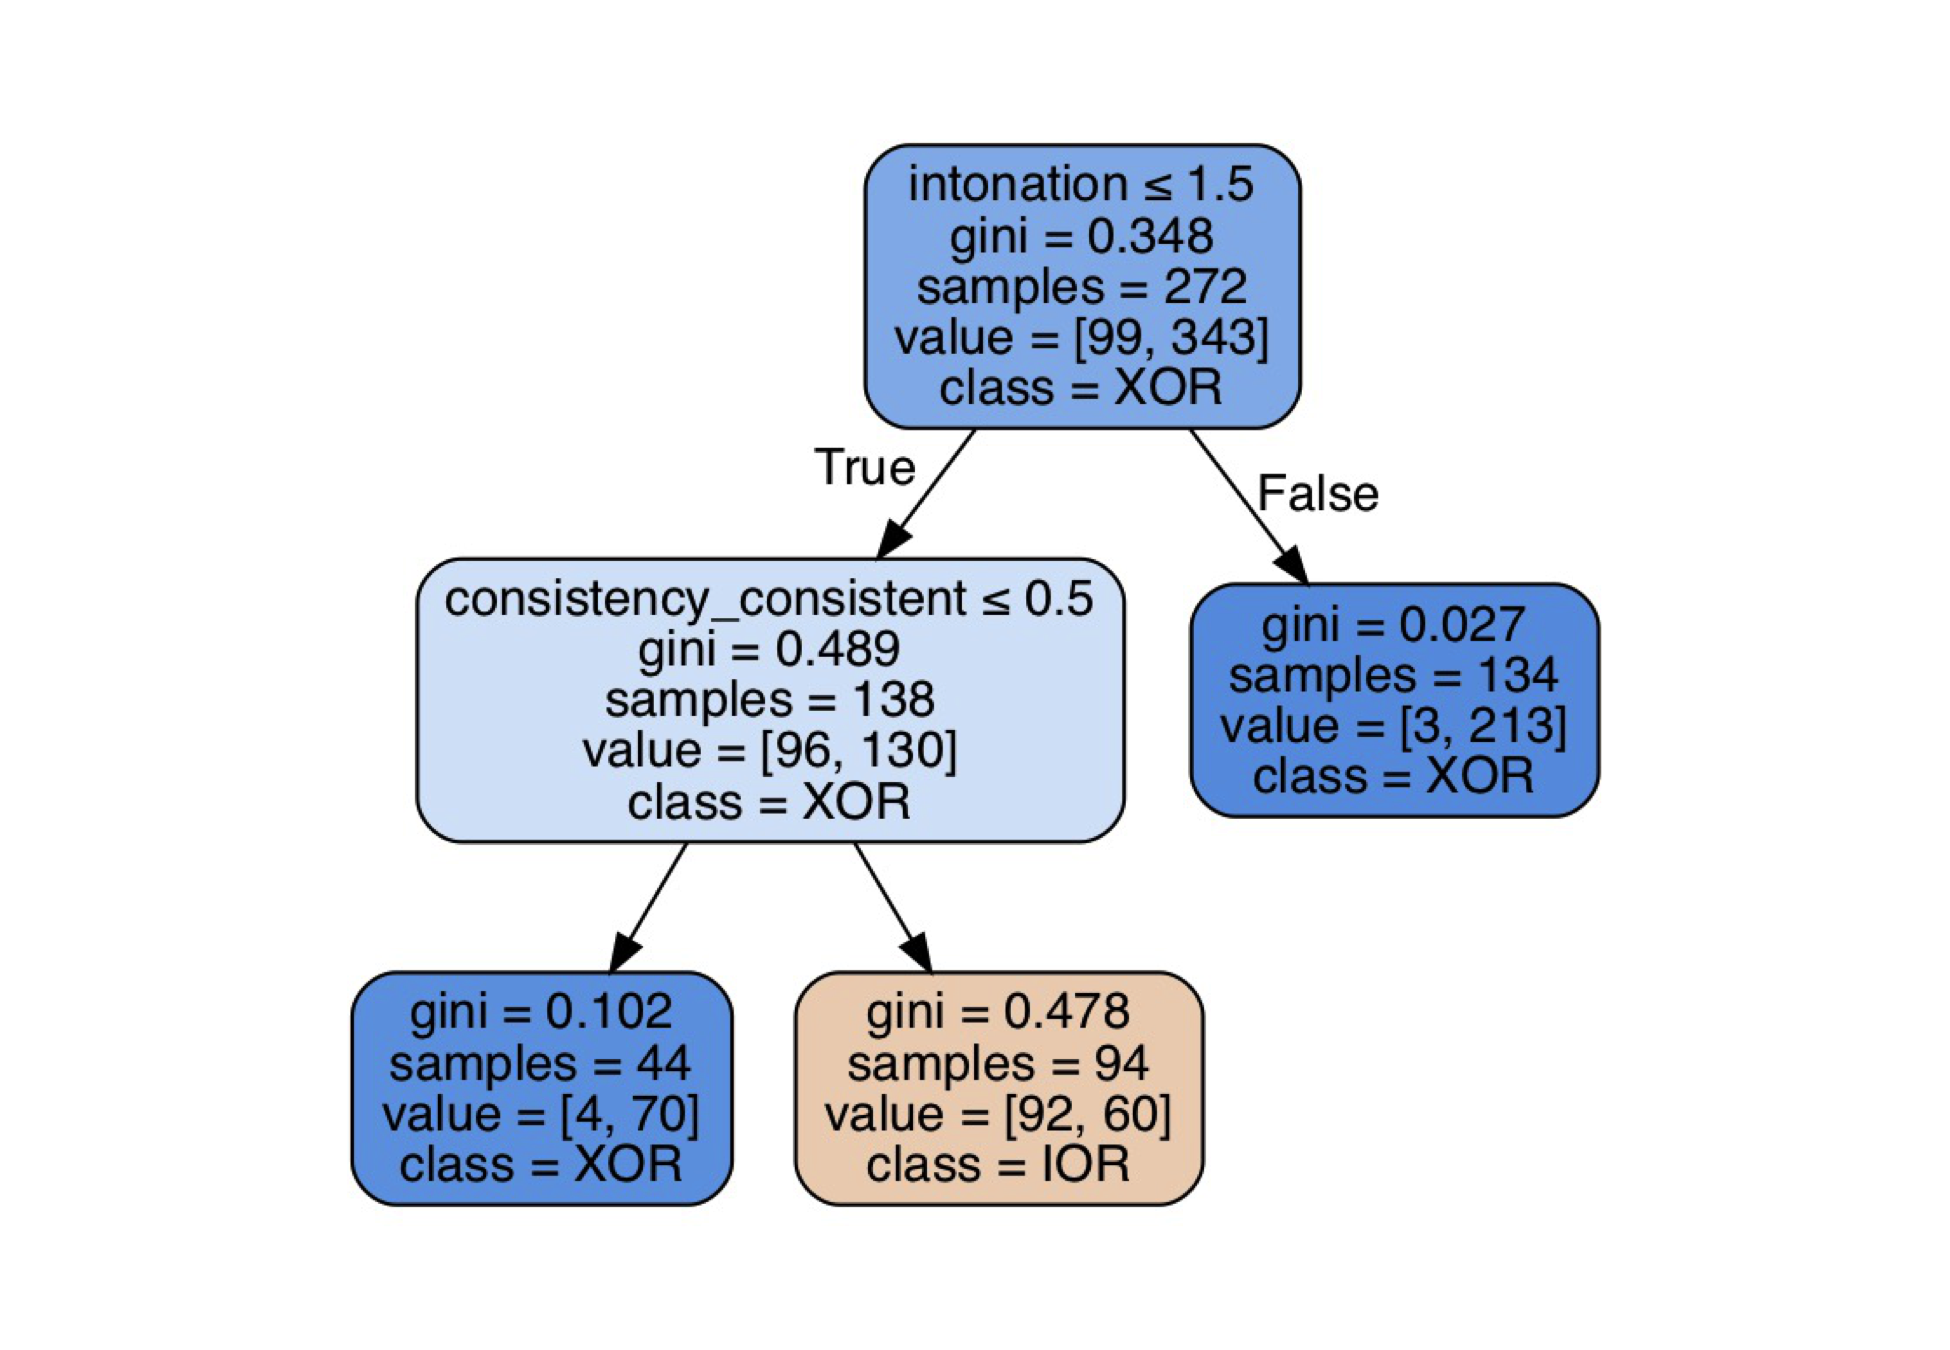 intonation ≤ 1.5
gini = 0.348
samples = 272
value = [99, 343]
class = XOR
True
False
consistency_consistent ≤ 0.5
gini = 0.489
samples = 138
value = [96, 130]
class = XOR
gini = 0.027
samples = 134
value = [3, 213]
class = XOR
gini = 0.102
samples = 44
value = [4, 70]
class = XOR
gini = 0.478
samples = 94
value = [92, 60]
class = IOR